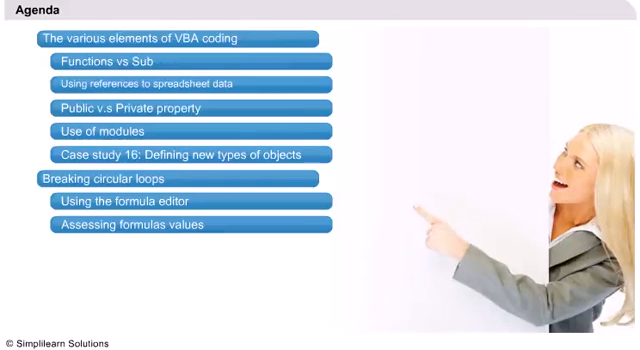 Agenda
The various elements of VBA coding
Functions vs Sub
Using references to spreadsheet data
Public v.s Private property
Use of modules
Case study 16: Defining new types of objects
Breaking circular loops
Using the formula editor
Assessing formulas values
© Simplilearn Solutions